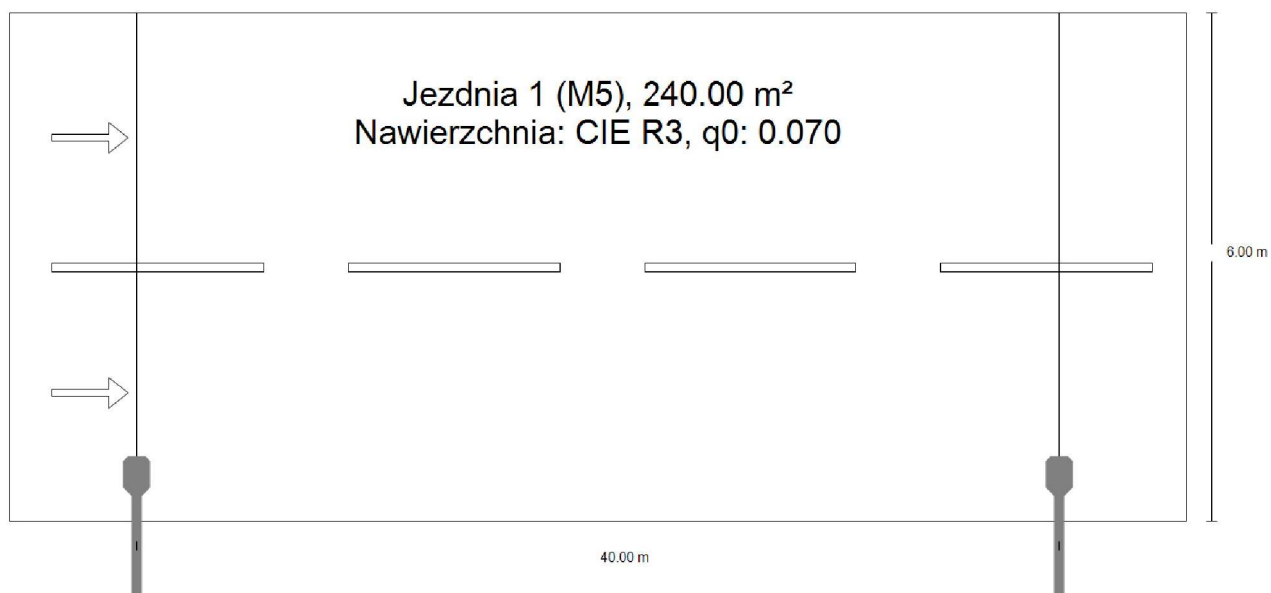 Jezdnia 1 (M5), 240.00 m²
Nawierzchnia: CIE R3, q0: 0.070
6.00 m
40.00 m